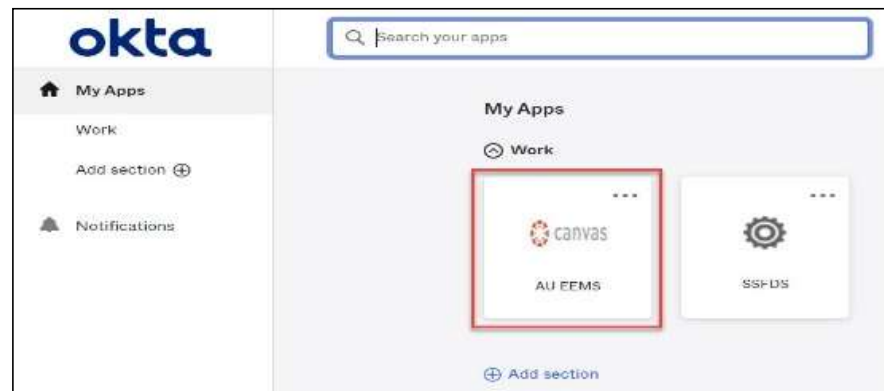 okta
Search your apps
My Apps
Work
Add section
Notifications
My Apps
Work
canvas
AU EEMS
SSFDS
Add section